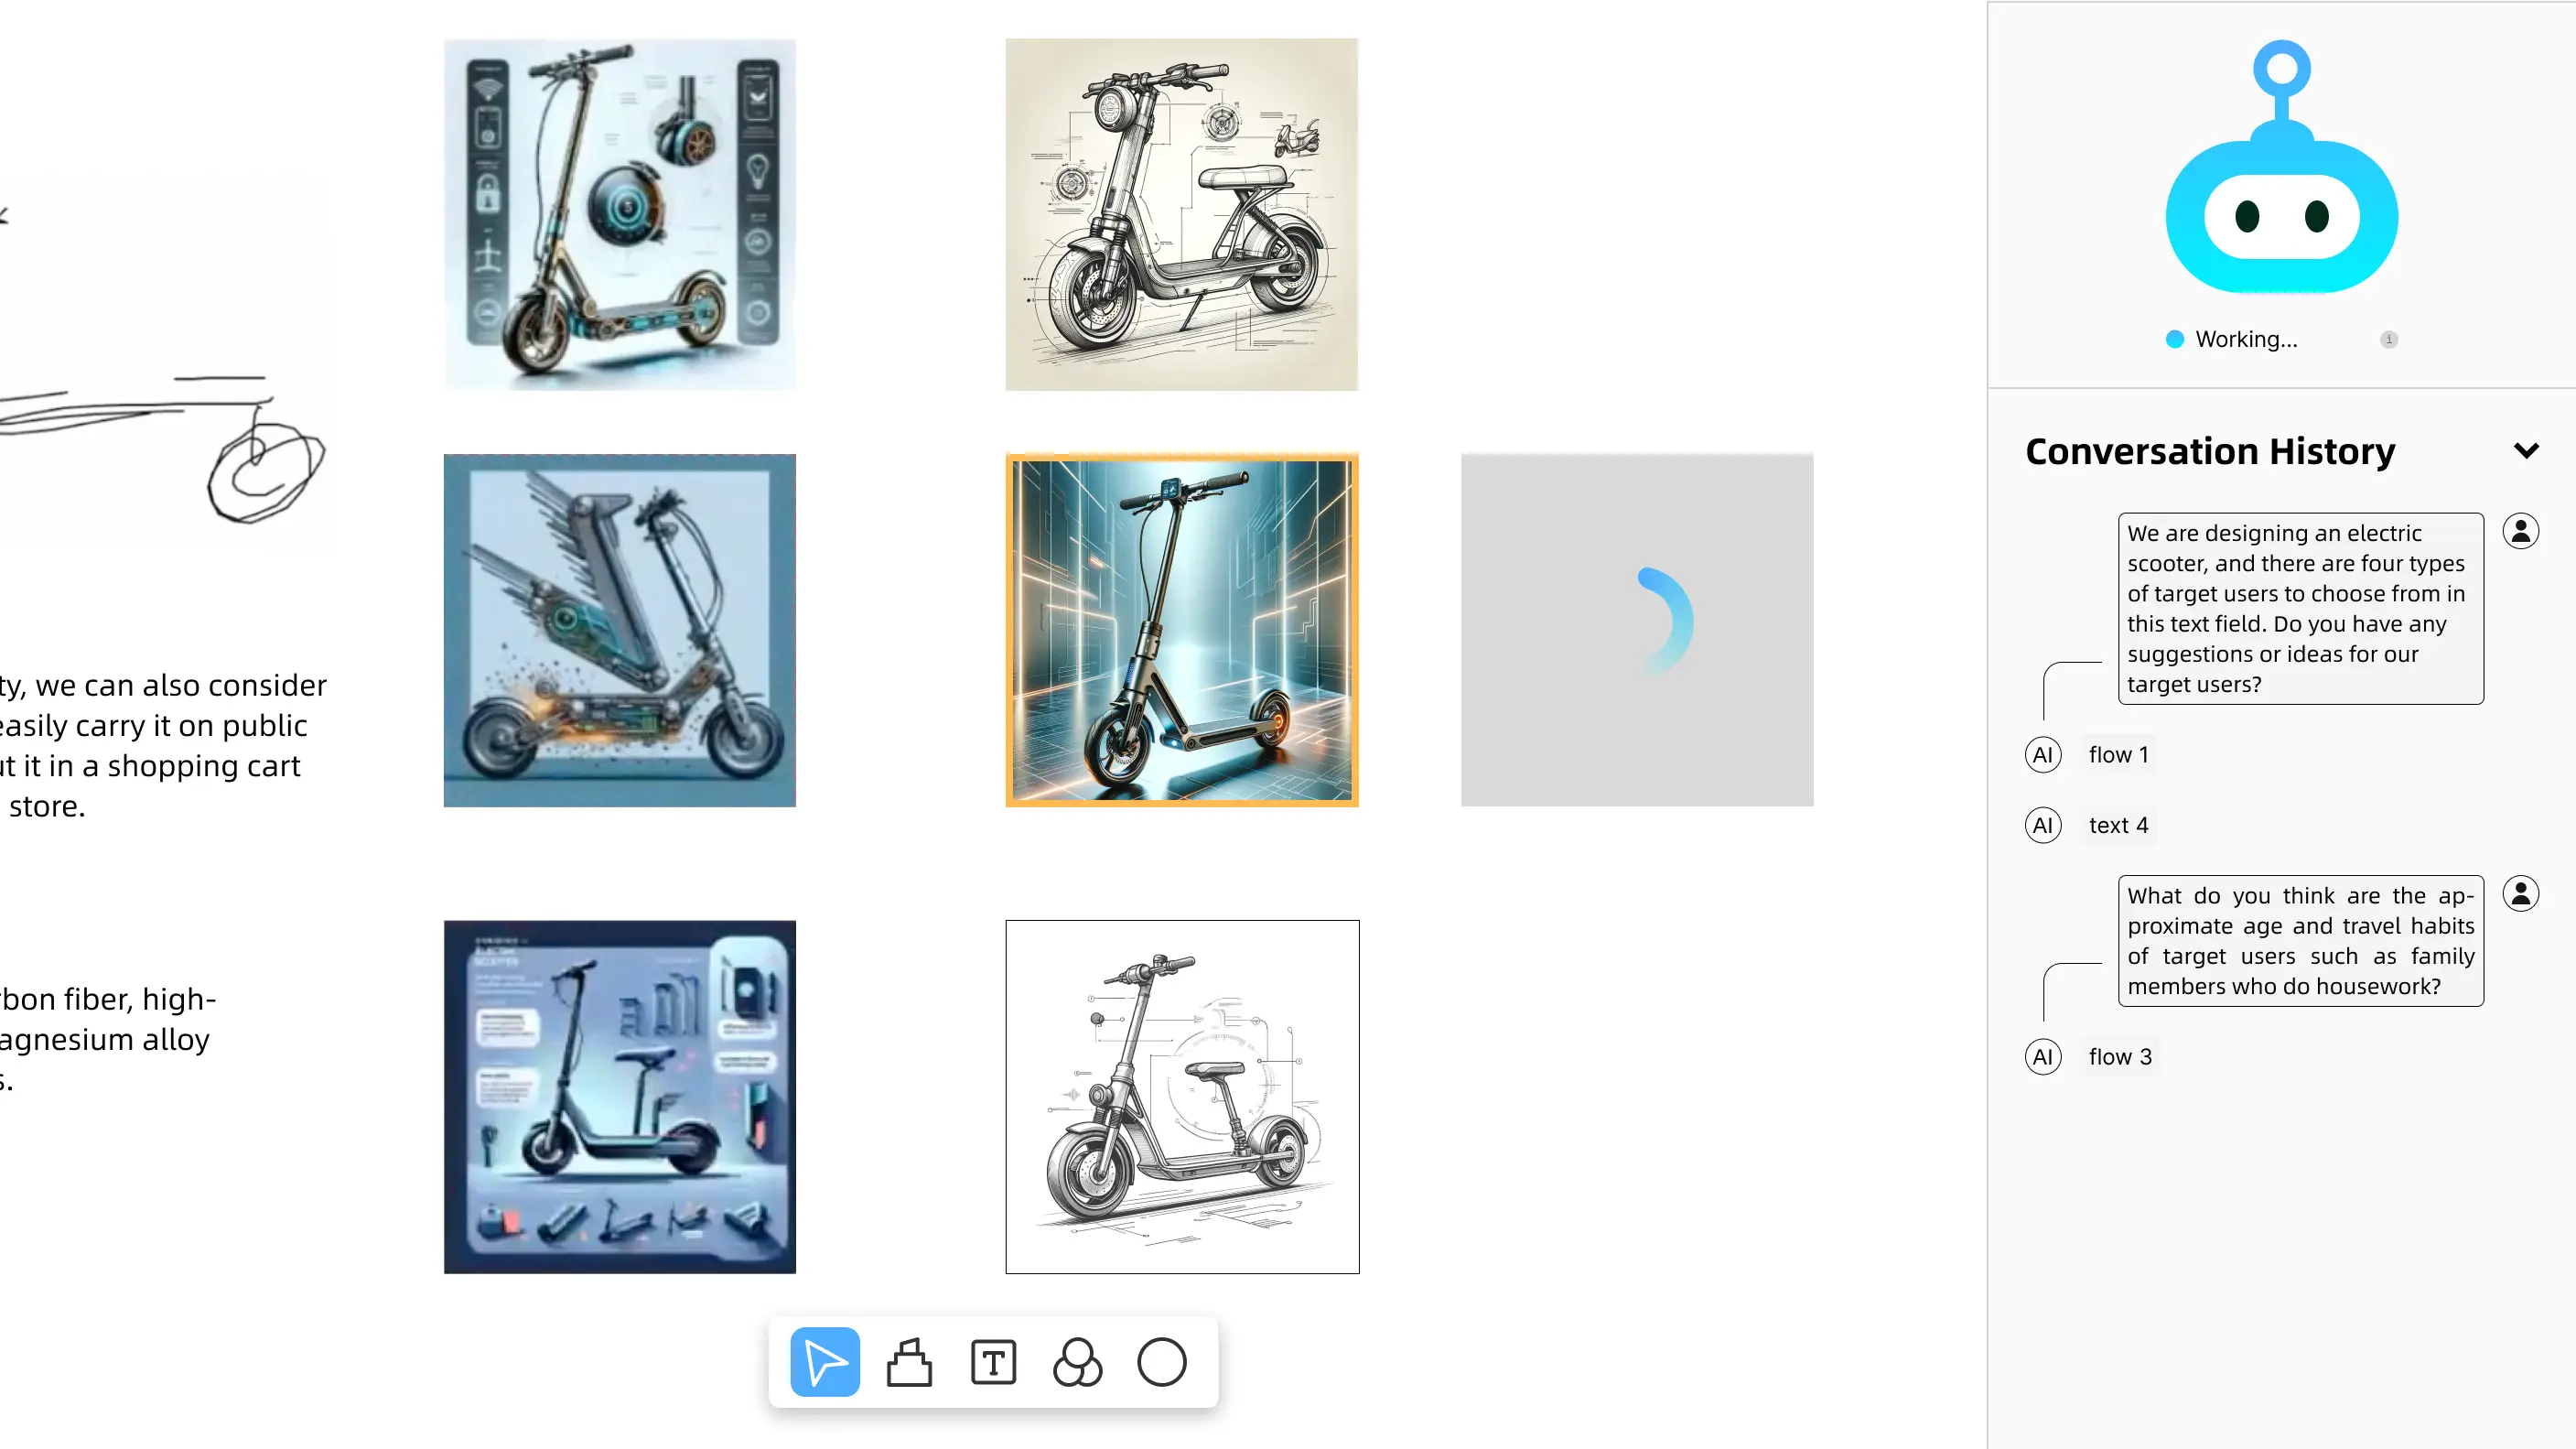 ty, we can also consider
easily carry it on public
ut it in a shopping cart
store.
rbon fiber, high-
agnesium alloy
s.
Working...
Conversation History
We are designing an electric
scooter, and there are four types
of target users to choose from in
this text field. Do you have any
suggestions or ideas for our
target users?
AI flow 1
AI text 4
What do you think are the ap-
proximate age and travel habits
of target users such as family
members who do housework?
AI flow 3